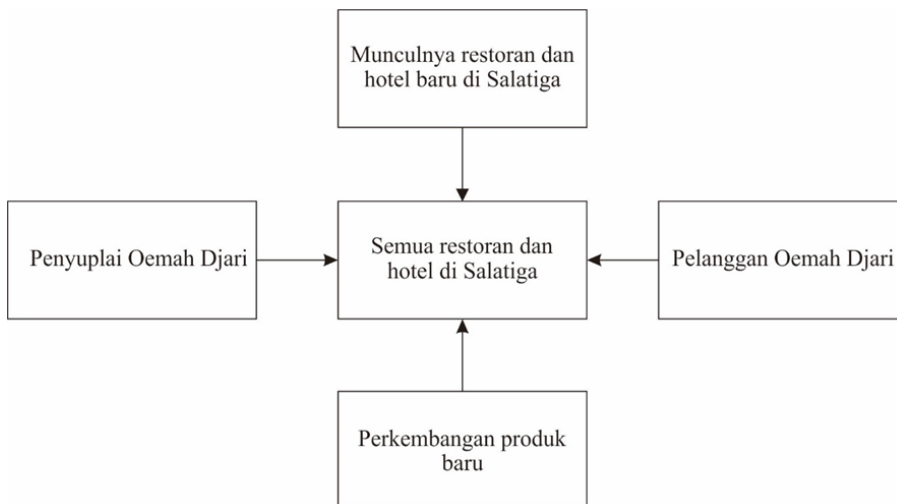 Munculnya restoran dan
hotel baru di Salatiga
Penyuplai Oemah Djari
Semua restoran dan
hotel di Salatiga
Pelanggan Oemah Djari
Perkembangan produk
baru